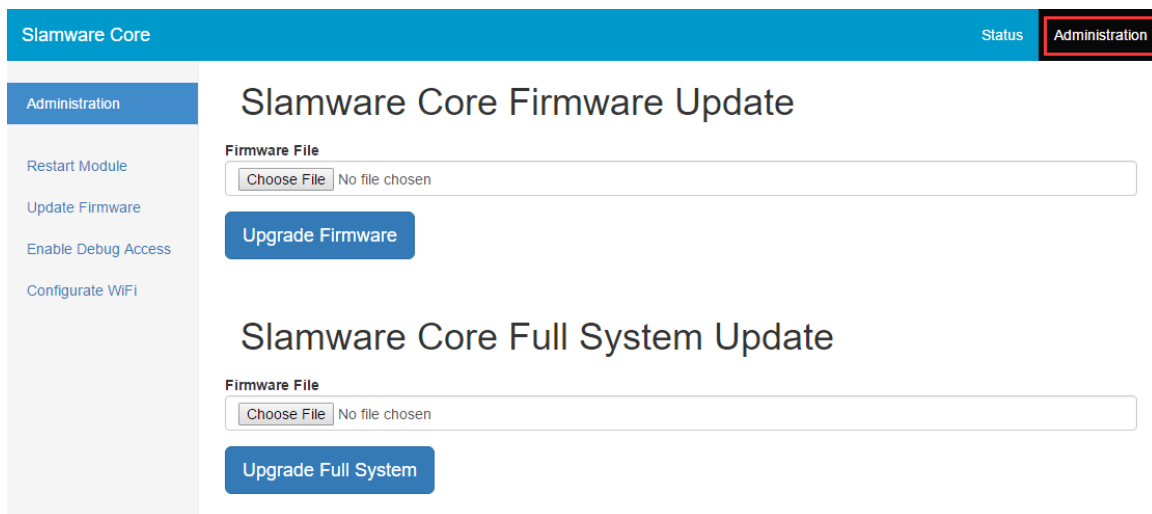 Slamware Core Status Administration
Administration
Restart Module
Update Firmware
Enable Debug Access
Configurate WiFi
Slamware Core Firmware Update
Firmware File
Choose File No file chosen
Upgrade Firmware
Slamware Core Full System Update
Firmware File
Choose File No file chosen
Upgrade Full System